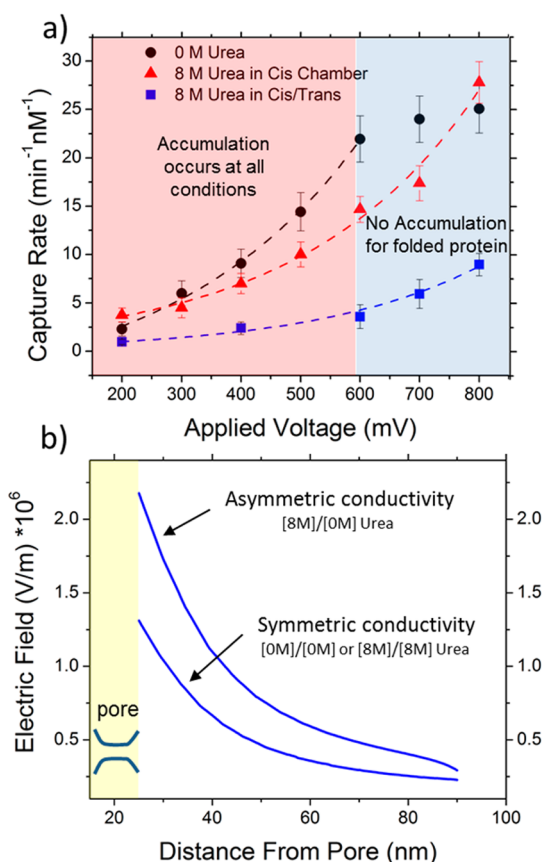 a)
0 M Urea
8 M Urea in Cis Chamber
8 M Urea in Cis/Trans
Accumulation
occurs at all
conditions
No Accumulation
for folded protein
30
25
20
15
10
5
0
Capture Rate (min⁻¹nM⁻¹)
200 300 400 500 600 700 800
Applied Voltage (mV)
b)
Asymmetric conductivity
[8M]/[0M] Urea
Symmetric conductivity
[0M]/[0M] or [8M]/[8M] Urea
pore
2.0
1.5
1.0
0.5
2.0
1.5
1.0
0.5
Electric Field (V/m) *10⁶
20 40 60 80 100
Distance From Pore (nm)